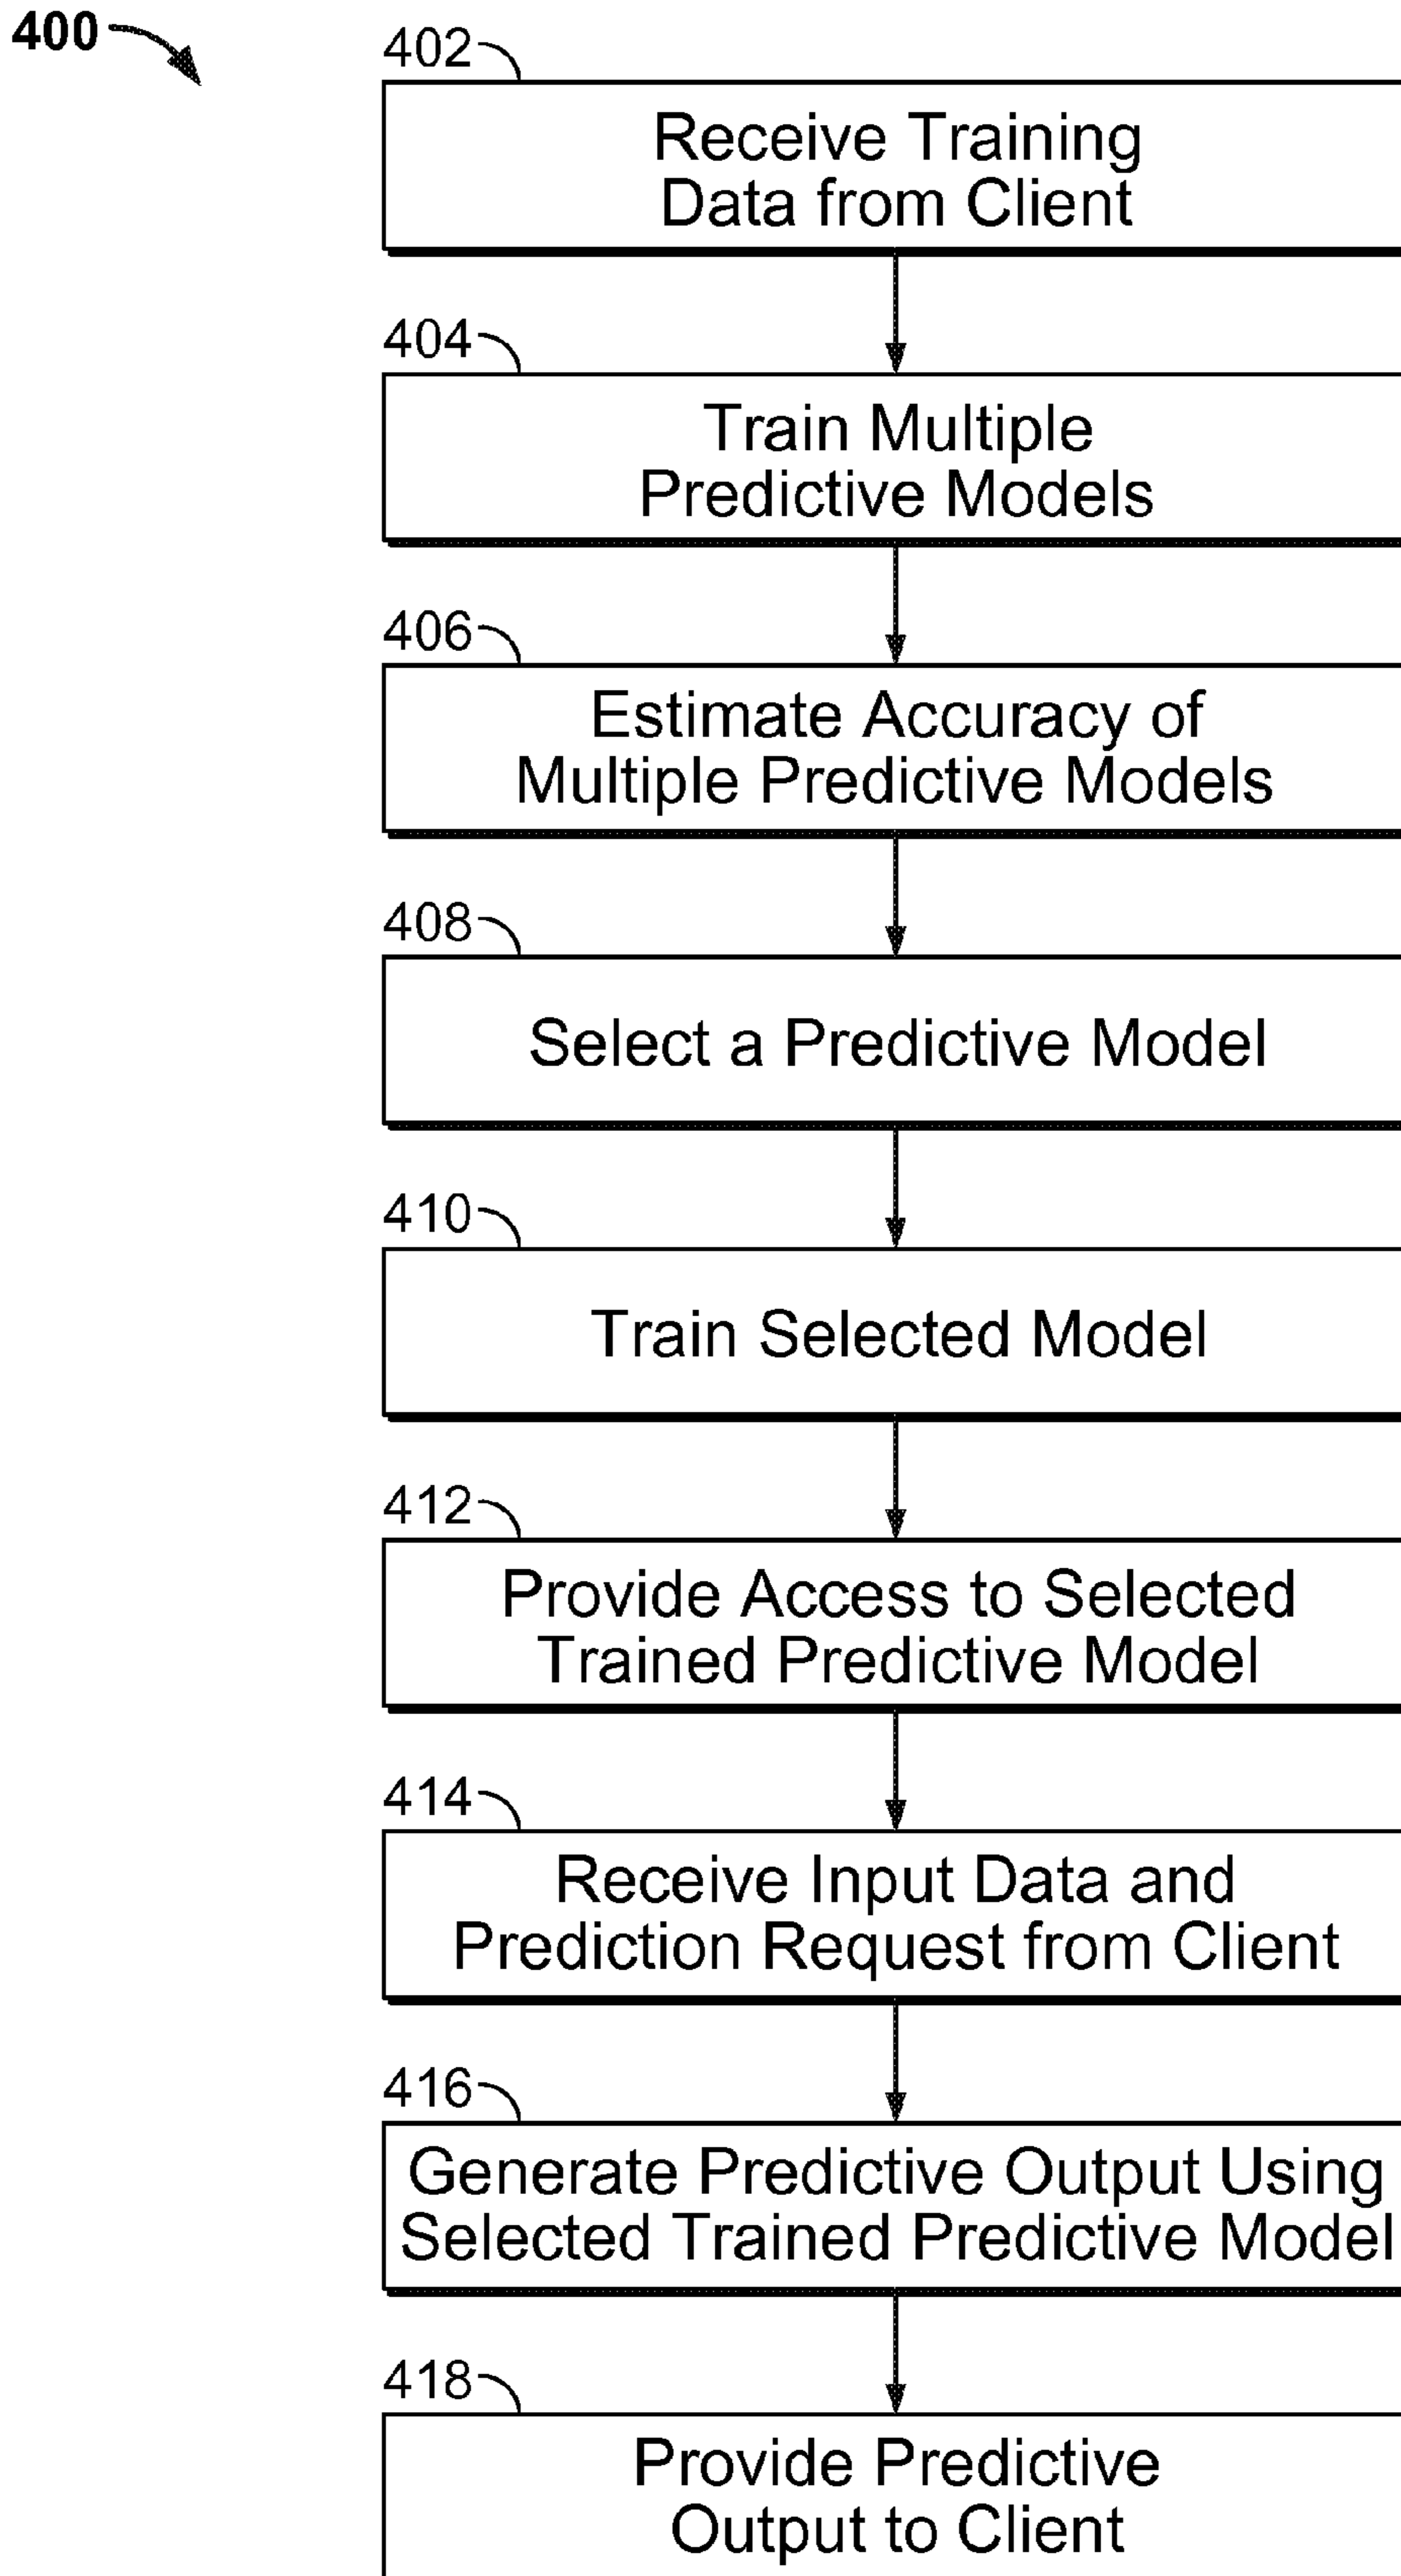 400
402
Receive Training
Data from Client
404
Train Multiple
Predictive Models
406
Estimate Accuracy of
Multiple Predictive Models
408
Select a Predictive Model
410
Train Selected Model
412
Provide Access to Selected
Trained Predictive Model
414
Receive Input Data and
Prediction Request from Client
416
Generate Predictive Output Using
Selected Trained Predictive Model
418
Provide Predictive
Output to Client